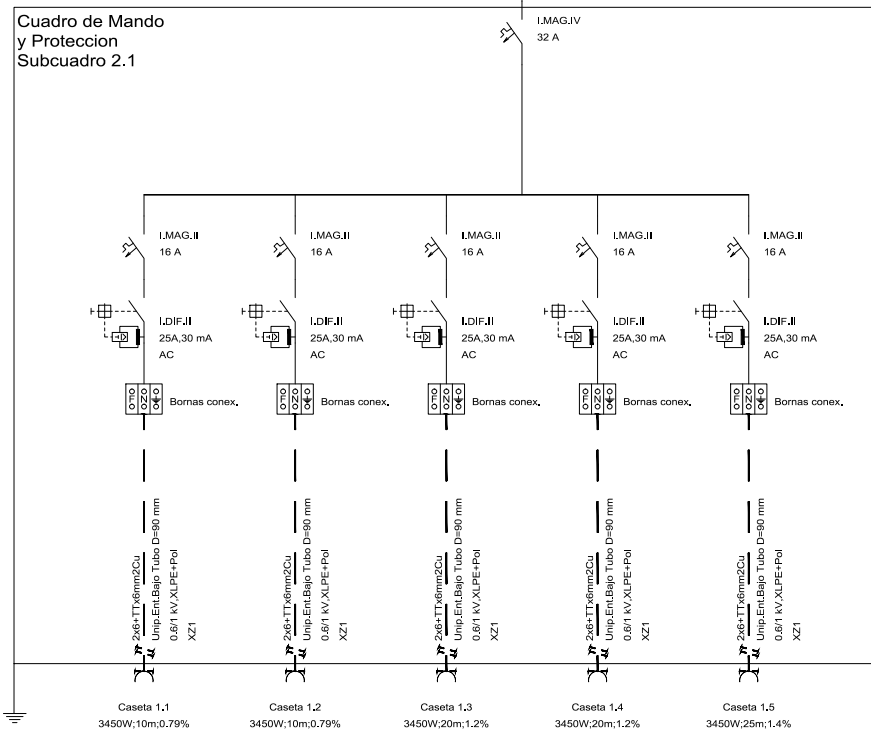 Cuadro de Mando
y Proteccion
Subcuadro 2.1
I.MAG.IV
32 A
I.MAG.II
16 A
I.MAG.II
16 A
I.MAG.II
16 A
I.MAG.II
16 A
I.MAG.II
16 A
I.DIF.II
25A,30 mA
AC
I.DIF.II
25A,30 mA
AC
I.DIF.II
25A,30 mA
AC
I.DIF.II
25A,30 mA
AC
I.DIF.II
25A,30 mA
AC
F N
Bornas conex.
F N
Bornas conex.
F N
Bornas conex.
F N
Bornas conex.
F N
Bornas conex.
2x6+TTx6mm2Cu
Unip.Ent.Bajo Tubo D=90 mm
0.6/1 kV,XLPE+Pol
XZ1
2x6+TTx6mm2Cu
Unip.Ent.Bajo Tubo D=90 mm
0.6/1 kV,XLPE+Pol
XZ1
2x6+TTx6mm2Cu
Unip.Ent.Bajo Tubo D=90 mm
0.6/1 kV,XLPE+Pol
XZ1
2x6+TTx6mm2Cu
Unip.Ent.Bajo Tubo D=90 mm
0.6/1 kV,XLPE+Pol
XZ1
2x6+TTx6mm2Cu
Unip.Ent.Bajo Tubo D=90 mm
0.6/1 kV,XLPE+Pol
XZ1
Caseta 1.1
3450W;10m;0.79%
Caseta 1.2
3450W;10m;0.79%
Caseta 1.3
3450W;20m;1.2%
Caseta 1.4
3450W;20m;1.2%
Caseta 1.5
3450W;25m;1.4%